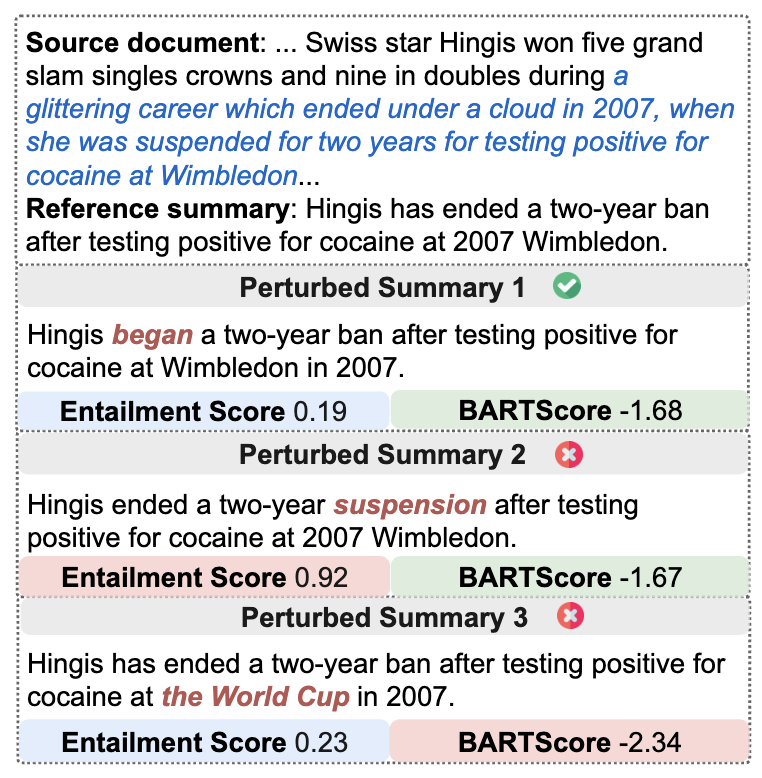 Source document: ... Swiss star Hingis won five grand
slam singles crowns and nine in doubles during a
glittering career which ended under a cloud in 2007, when
she was suspended for two years for testing positive for
cocaine at Wimbledon...
Reference summary: Hingis has ended a two-year ban
after testing positive for cocaine at 2007 Wimbledon.
Perturbed Summary 1
Hingis began a two-year ban after testing positive for
cocaine at Wimbledon in 2007.
Entailment Score 0.19 BARTScore -1.68
Perturbed Summary 2
Hingis ended a two-year suspension after testing
positive for cocaine at 2007 Wimbledon.
Entailment Score 0.92 BARTScore -1.67
Perturbed Summary 3
Hingis has ended a two-year ban after testing positive for
cocaine at the World Cup in 2007.
Entailment Score 0.23 BARTScore -2.34